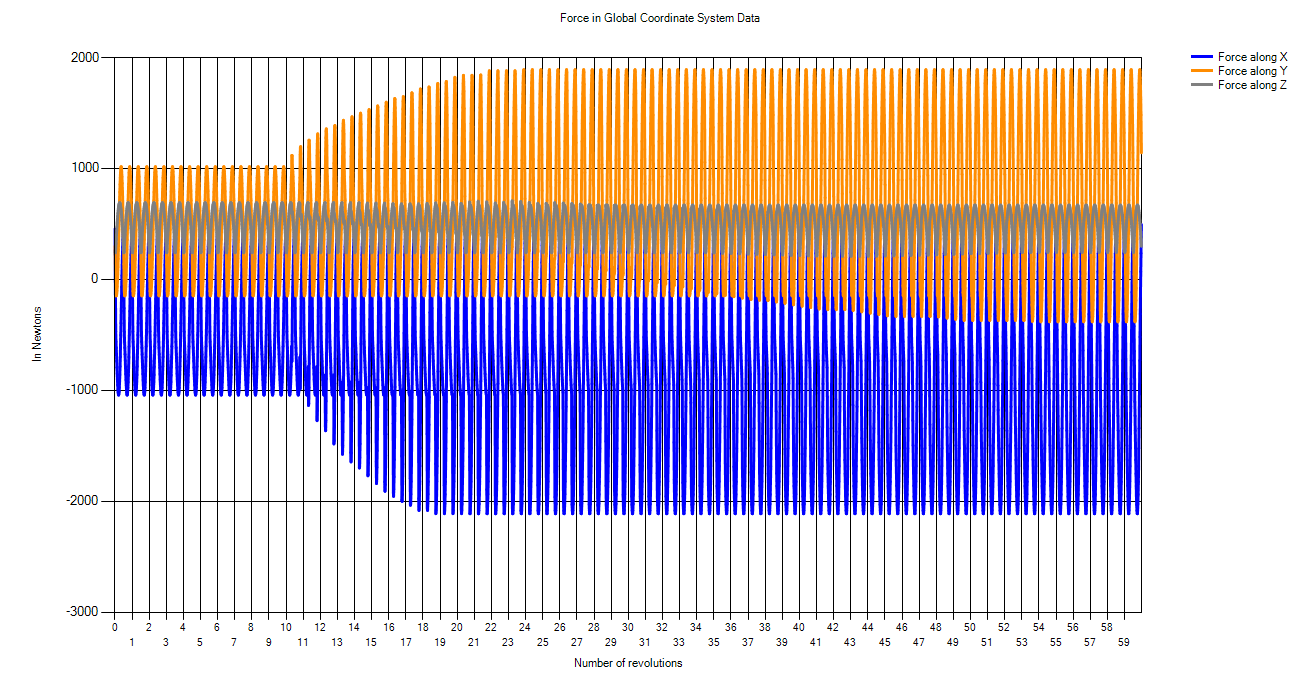 Force in Global Coordinate System Data
Force along X
Force along Y
Force along Z
2000
1000
0
-1000
-2000
-3000
In Newtons
0 2 4 6 8 10 12 14 16 18 20 22 24 26 28 30 32 34 36 38 40 42 44 46 48 50 52 54 56 58
1 3 5 7 9 11 13 15 17 19 21 23 25 27 29 31 33 35 37 39 41 43 45 47 49 51 53 55 57 59
Number of revolutions